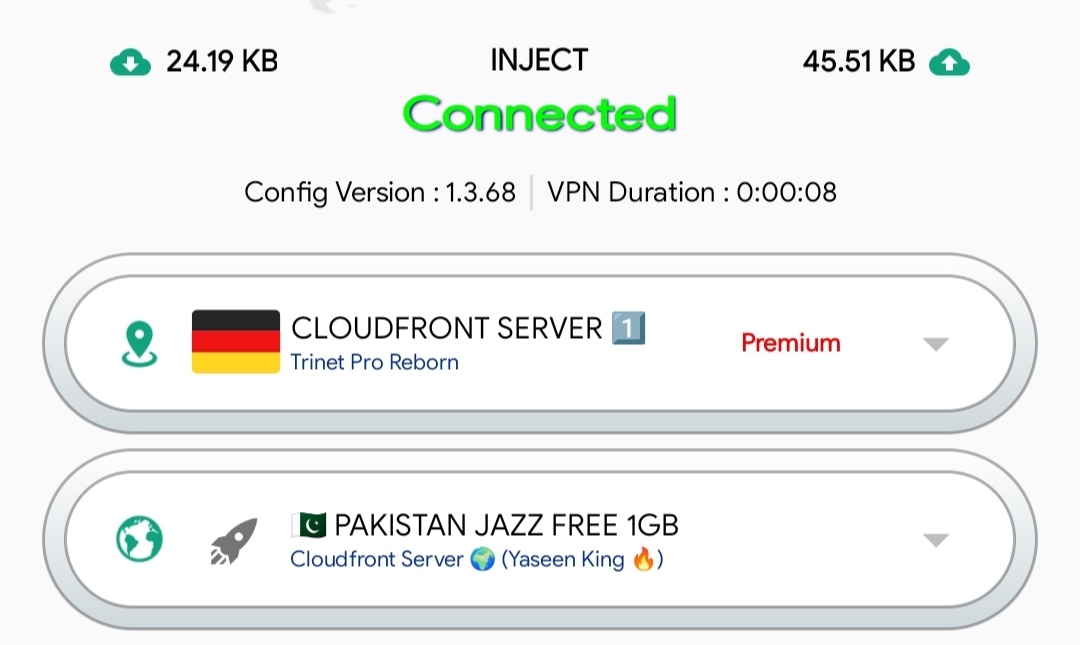 24.19 KB INJECT 45.51 KB
Connected
Config Version : 1.3.68 VPN Duration : 0:00:08
CLOUDFRONT SERVER 1️⃣ Premium
Trinet Pro Reborn
🇵🇰 PAKISTAN JAZZ FREE 1GB
Cloudfront Server 🌍 (Yaseen King 🔥)